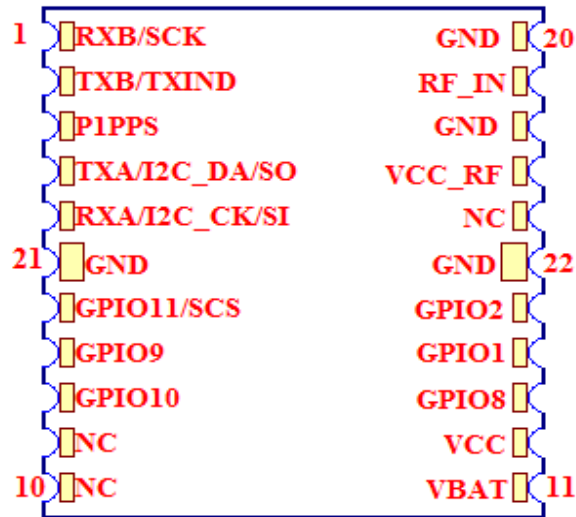 1 RXB/SCK GND 20
TXB/TXIND RF_IN
P1PPS GND
TXA/I2C_DA/SO VCC_RF
RXA/I2C_CK/SI NC
21 GND GND 22
GPIO11/SCS GPIO2
GPIO9 GPIO1
GPIO10 GPIO8
NC VCC
10 NC VBAT 11